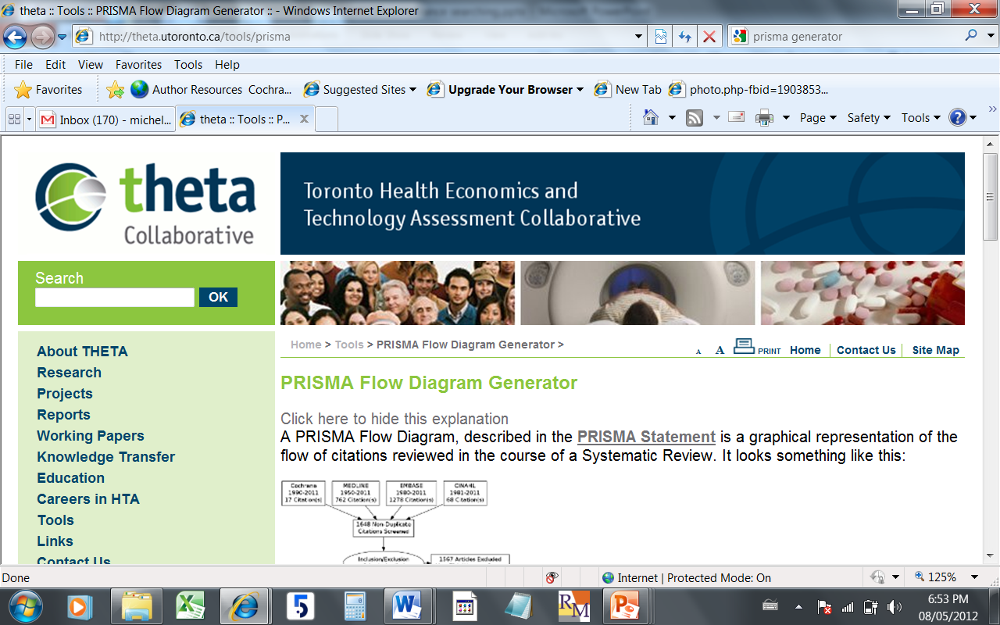 theta :: Tools :: PRISMA Flow Diagram Generator :: - Windows Internet Explorer
http://theta.utoronto.ca/tools/prisma
prisma generator
File Edit View Favorites Tools Help
Favorites
Author Resources Cochra...
Suggested Sites
Upgrade Your Browser
New Tab
photo.php-fbid=1903853...
Inbox (170) - michel...
theta :: Tools :: P...
Page Safety Tools
theta
Collaborative
Toronto Health Economics and
Technology Assessment Collaborative
Search
OK
About THETA
Research
Projects
Reports
Working Papers
Knowledge Transfer
Education
Careers in HTA
Tools
Links
Contact Us
Home > Tools > PRISMA Flow Diagram Generator >
A A PRINT Home Contact Us Site Map
PRISMA Flow Diagram Generator
Click here to hide this explanation
A PRISMA Flow Diagram, described in the PRISMA Statement is a graphical representation of the
flow of citations reviewed in the course of a Systematic Review. It looks something like this:
Cochrane
1990-2011
17 Citation(s)
MEDLINE
1950-2011
762 Citation(s)
EMBASE
1980-2011
1278 Citation(s)
CINAHL
1981-2011
68 Citation(s)
1648 Non-Duplicate
Citations Screened
Inclusion/Exclusion
1567 Articles Excluded
Done
Internet | Protected Mode: On
125%
5
RM
6:53 PM
08/05/2012